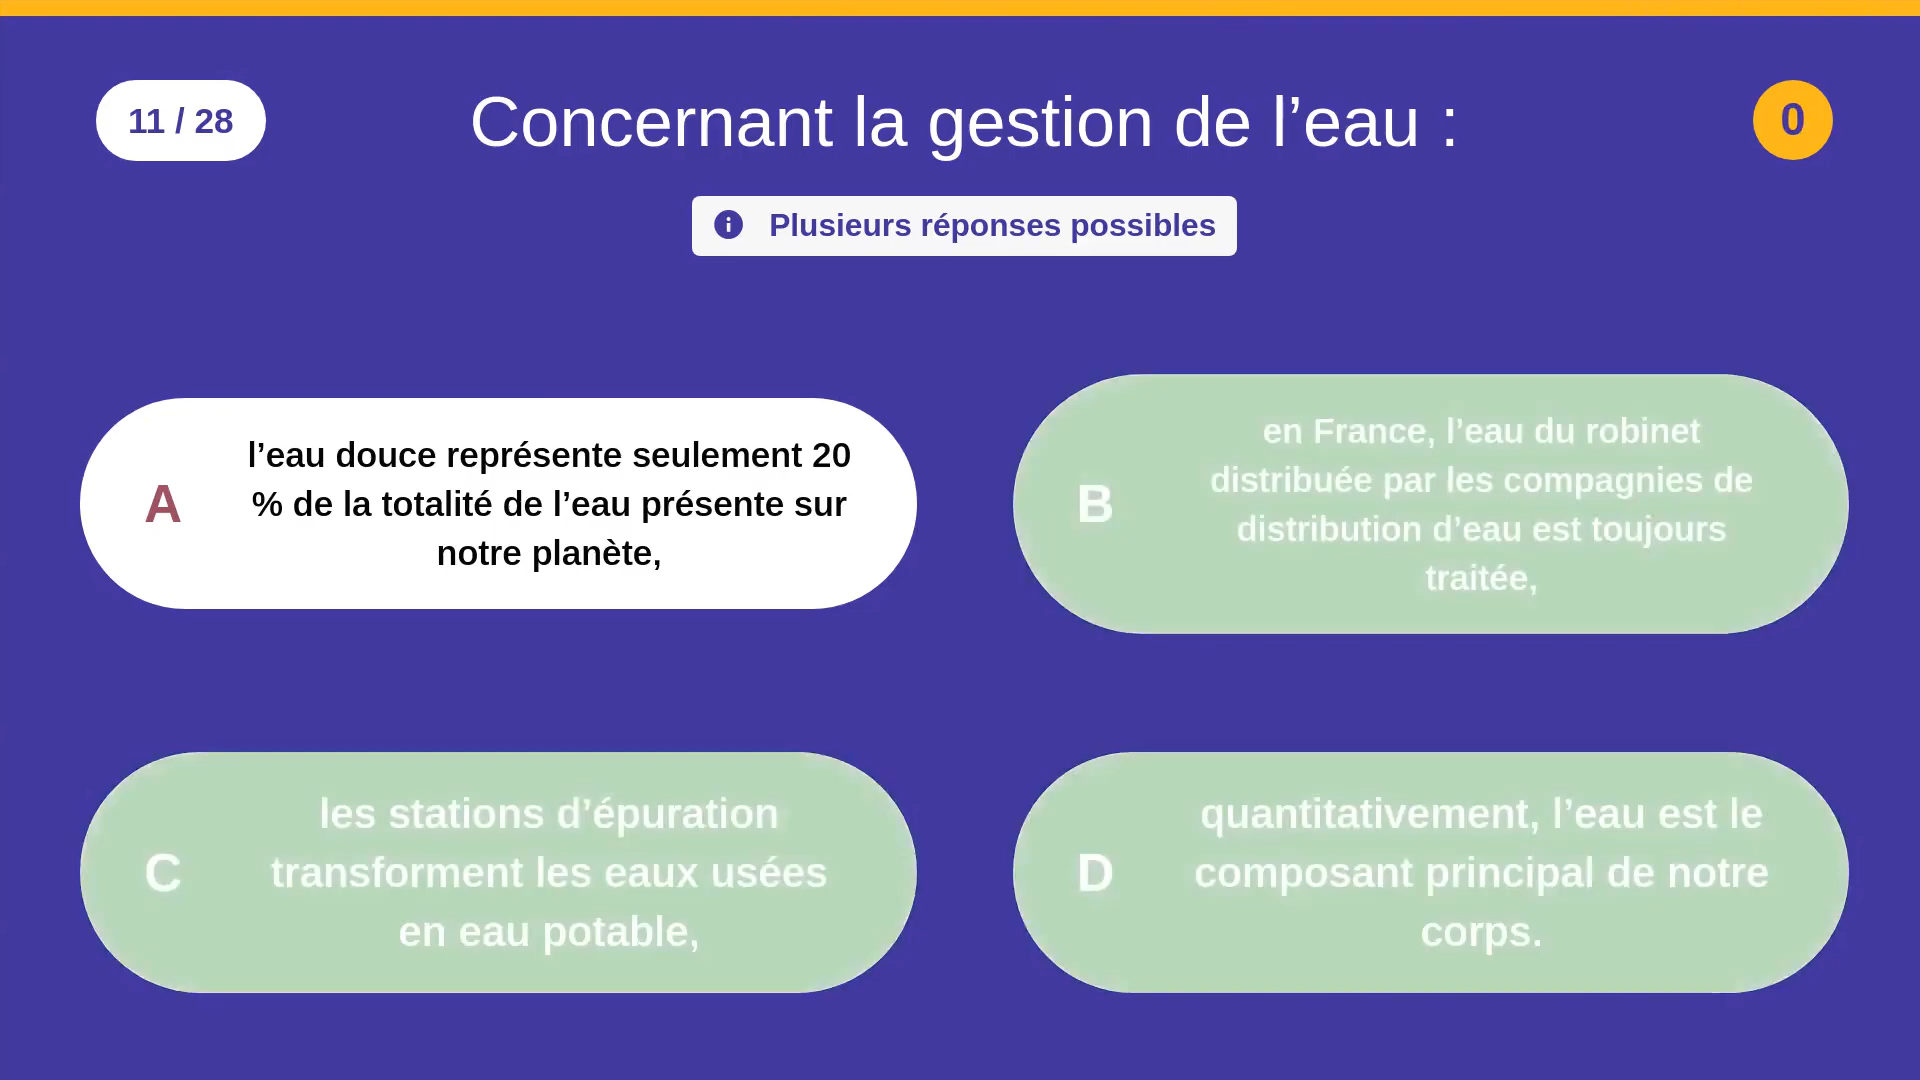 11 / 28
Concernant la gestion de l’eau :
0
Plusieurs réponses possibles
A
l’eau douce représente seulement 20
% de la totalité de l’eau présente sur
notre planète,
B
en France, l’eau du robinet
distribuée par les compagnies de
distribution d’eau est toujours
traitée,
C
les stations d’épuration
transforment les eaux usées
en eau potable,
D
quantitativement, l’eau est le
composant principal de notre
corps.